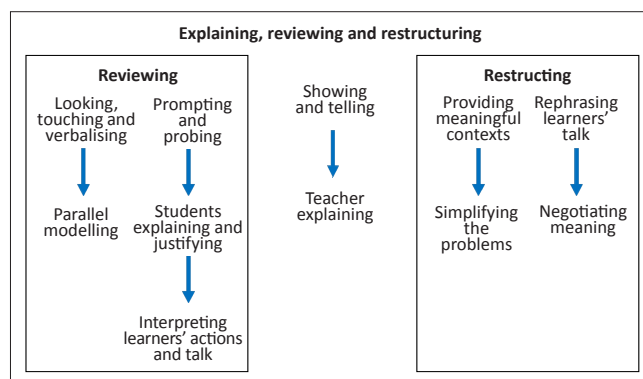 Explaining, reviewing and restructuring
Reviewing
Looking,
touching and
verbalising
Parallel
modelling
Prompting
and
probing
Students
explaining and
justifying
Interpreting
learners’ actions
and talk
Showing
and telling
Teacher
explaining
Restructing
Providing
meaningful
contexts
Simplifying
the
problems
Rephrasing
learners’
talk
Negotiating
meaning